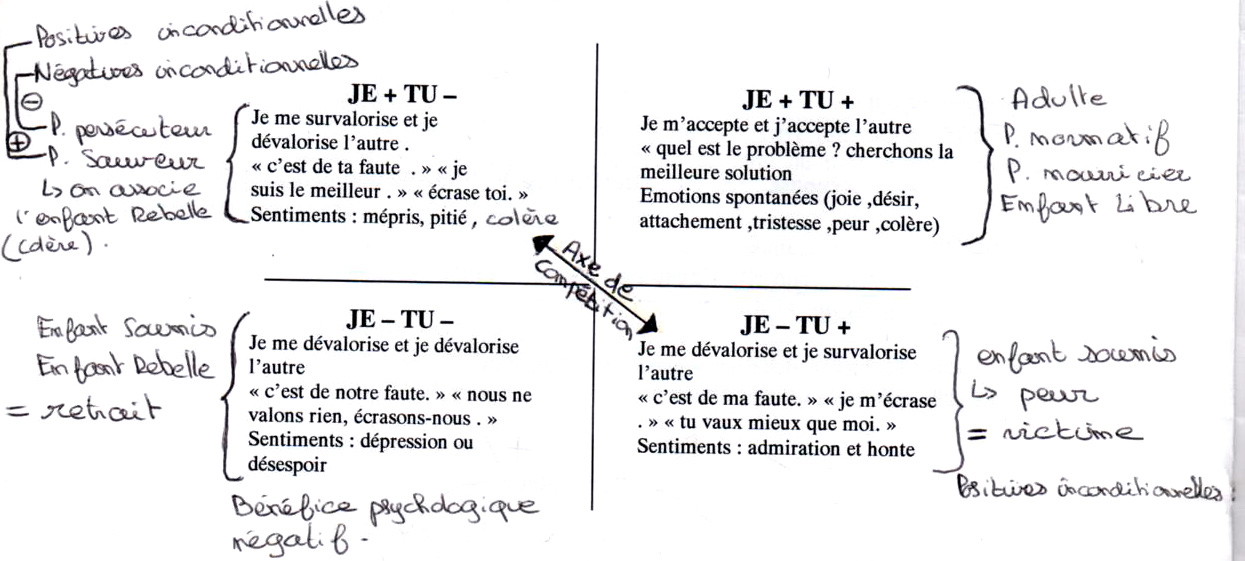 Positives inconditionnelles
Négatives inconditionnelles
⊖
P. persécuteur
⊕
P. Sauveur
↳ on associe
l'enfant Rebelle
(colère).
JE + TU –
Je me survalorise et je
dévalorise l'autre .
« c'est de ta faute . » « je
suis le meilleur . » « écrase toi. »
Sentiments : mépris, pitié , colère
JE + TU +
Je m'accepte et j'accepte l'autre
« quel est le problème ? cherchons la
meilleure solution
Emotions spontanées (joie ,désir,
attachement ,tristesse ,peur ,colère)
Adulte
P. normatif
P. nourricier
Enfant Libre
Axe de
compétition
Enfant Soumis
Enfant Rebelle
= retrait
JE – TU –
Je me dévalorise et je dévalorise
l'autre
« c'est de notre faute. » « nous ne
valons rien, écrasons-nous . »
Sentiments : dépression ou
désespoir
Bénéfice psychologique
négatif.
JE – TU +
Je me dévalorise et je survalorise
l'autre
« c'est de ma faute. » « je m'écrase
. » « tu vaux mieux que moi. »
Sentiments : admiration et honte
enfant soumis
↳ peur
= victime
Positives inconditionnelles :